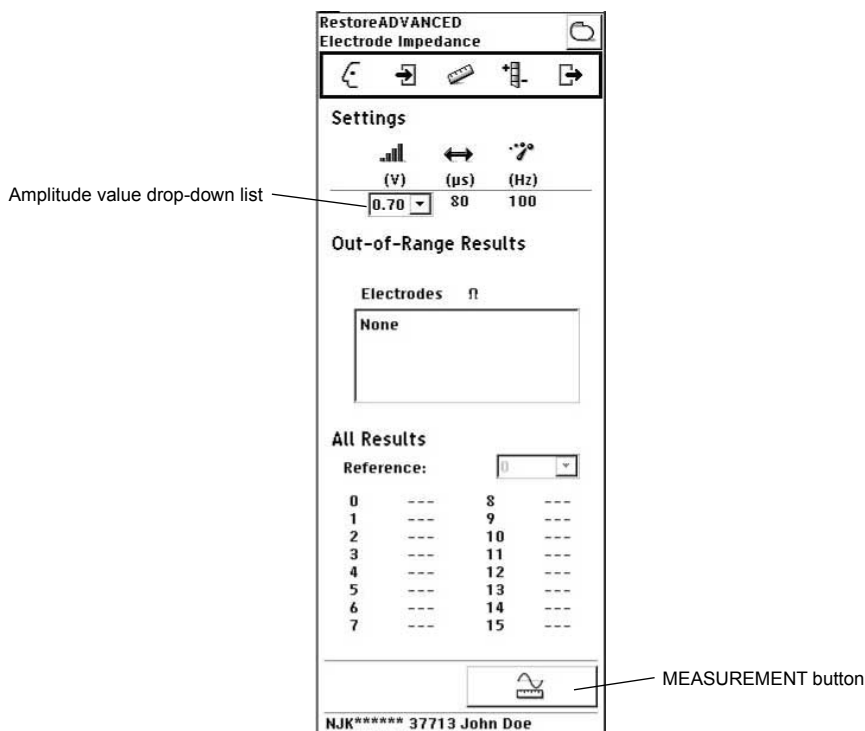 RestoreADVANCED
Electrode Impedance
Settings
(V) (µs) (Hz)
Amplitude value drop-down list
0.70 80 100
Out-of-Range Results
Electrodes Ω
None
All Results
Reference: 0
0 --- 8 ---
1 --- 9 ---
2 --- 10 ---
3 --- 11 ---
4 --- 12 ---
5 --- 13 ---
6 --- 14 ---
7 --- 15 ---
MEASUREMENT button
NJK****** 37713 John Doe